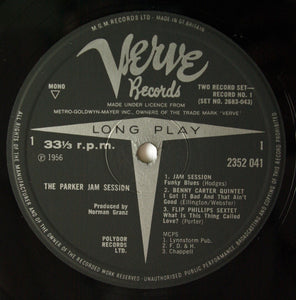 M.G.M. RECORDS LTD. - MADE IN GT. BRITAIN
Verve
Records
MONO
TWO RECORD SET—
RECORD NO. 1
(SET NO. 2683-043)
MADE UNDER LICENCE FROM
METRO-GOLDWYN-MAYER INC., OWNERS OF THE TRADE MARK 'VERVE'
LONG PLAY
1
33⅓ r.p.m.
1
℗ 1956
2352 041
THE PARKER JAM SESSION
Produced by
Norman Granz
POLYDOR
RECORDS
LTD.
1. JAM SESSION
Funky Blues (Hodges)
2. BENNY CARTER QUINTET
I Got It Bad And That Ain't
Good (Ellington/Webster)
3. FLIP PHILLIPS SEXTET
What Is This Thing Called
Love? (Porter)
MCPS
1. Lynnstorm Pub.
2. F. D. & H.
3. Chappell
ALL RIGHTS OF THE MANUFACTURER AND OF THE OWNER OF THE RECORDED WORK RESERVED. UNAUTHORISED PUBLIC PERFORMANCE, BROADCASTING AND COPYING OF THIS RECORD PROHIBITED